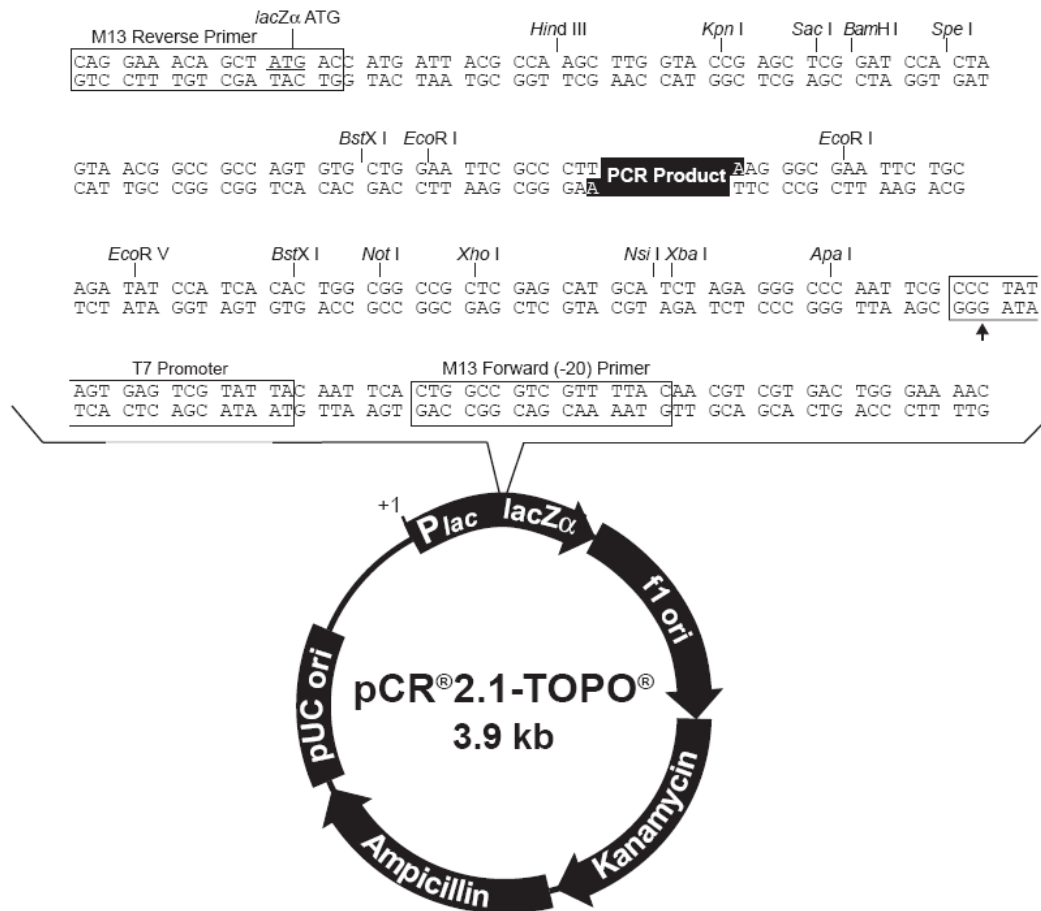 lacZα ATG
M13 Reverse Primer
Hind III Kpn I Sac I BamH I Spe I
CAG GAA ACA GCT ATG ACC ATG ATT ACG CCA AGC TTG GTA CCG AGC TCG GAT CCA CTA
GTC CTT TGT CGA TAC TGG TAC TAA TGC GGT TCG AAC CAT GGC TCG AGC CTA GGT GAT
BstX I EcoR I EcoR I
GTA ACG GCC GCC AGT GTG CTG GAA TTC GCC CTT PCR Product AAG GGC GAA TTC TGC
CAT TGC CGG CGG TCA CAC GAC CTT AAG CGG GAA TTC CCG CTT AAG ACG
EcoR V BstX I Not I Xho I Nsi I Xba I Apa I
AGA TAT CCA TCA CAC TGG CGG CCG CTC GAG CAT GCA TCT AGA GGG CCC AAT TCG CCC TAT
TCT ATA GGT AGT GTG ACC GCC GGC GAG CTC GTA CGT AGA TCT CCC GGG TTA AGC GGG ATA
T7 Promoter M13 Forward (-20) Primer
AGT GAG TCG TAT TAC AAT TCA CTG GCC GTC GTT TTA CAA CGT CGT GAC TGG GAA AAC
TCA CTC AGC ATA ATG TTA AGT GAC CGG CAG CAA AAT GTT GCA GCA CTG ACC CTT TTG
+1
Plac lacZα
f1 ori
Kanamycin
Ampicillin
pUC ori
pCR®2.1-TOPO®
3.9 kb